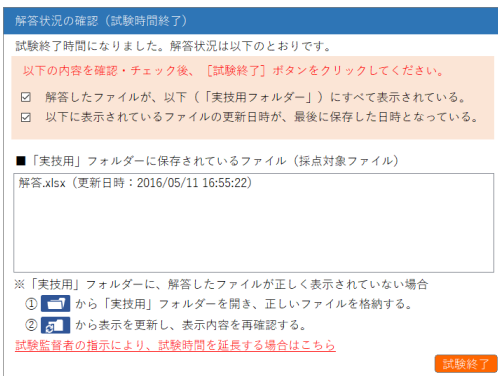 解答状況の確認（試験時間終了）
試験終了時間になりました。解答状況は以下のとおりです。
以下の内容を確認・チェック後、［試験終了］ボタンをクリックしてください。
☑ 解答したファイルが、以下（「実技用フォルダー」）にすべて表示されている。
☑ 以下に表示されているファイルの更新日時が、最後に保存した日時となっている。
■「実技用」フォルダーに保存されているファイル（採点対象ファイル）
解答.xlsx（更新日時：2016/05/11 16:55:22）
※「実技用」フォルダーに、解答したファイルが正しく表示されていない場合
① から「実技用」フォルダーを開き、正しいファイルを格納する。
② から表示を更新し、表示内容を再確認する。
試験監督者の指示により、試験時間を延長する場合はこちら
試験終了